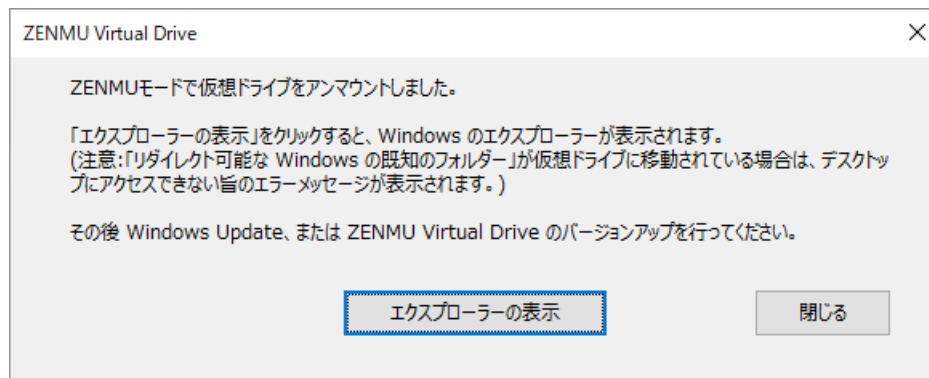 ZENMU Virtual Drive
ZENMUモードで仮想ドライブをアンマウントしました。
「エクスプローラーの表示」をクリックすると、Windows のエクスプローラーが表示されます。
(注意:「リダイレクト可能な Windows の既知のフォルダー」が仮想ドライブに移動されている場合は、デスクトッ
プにアクセスできない旨のエラーメッセージが表示されます。)
その後 Windows Update、または ZENMU Virtual Drive のバージョンアップを行ってください。
エクスプローラーの表示
閉じる